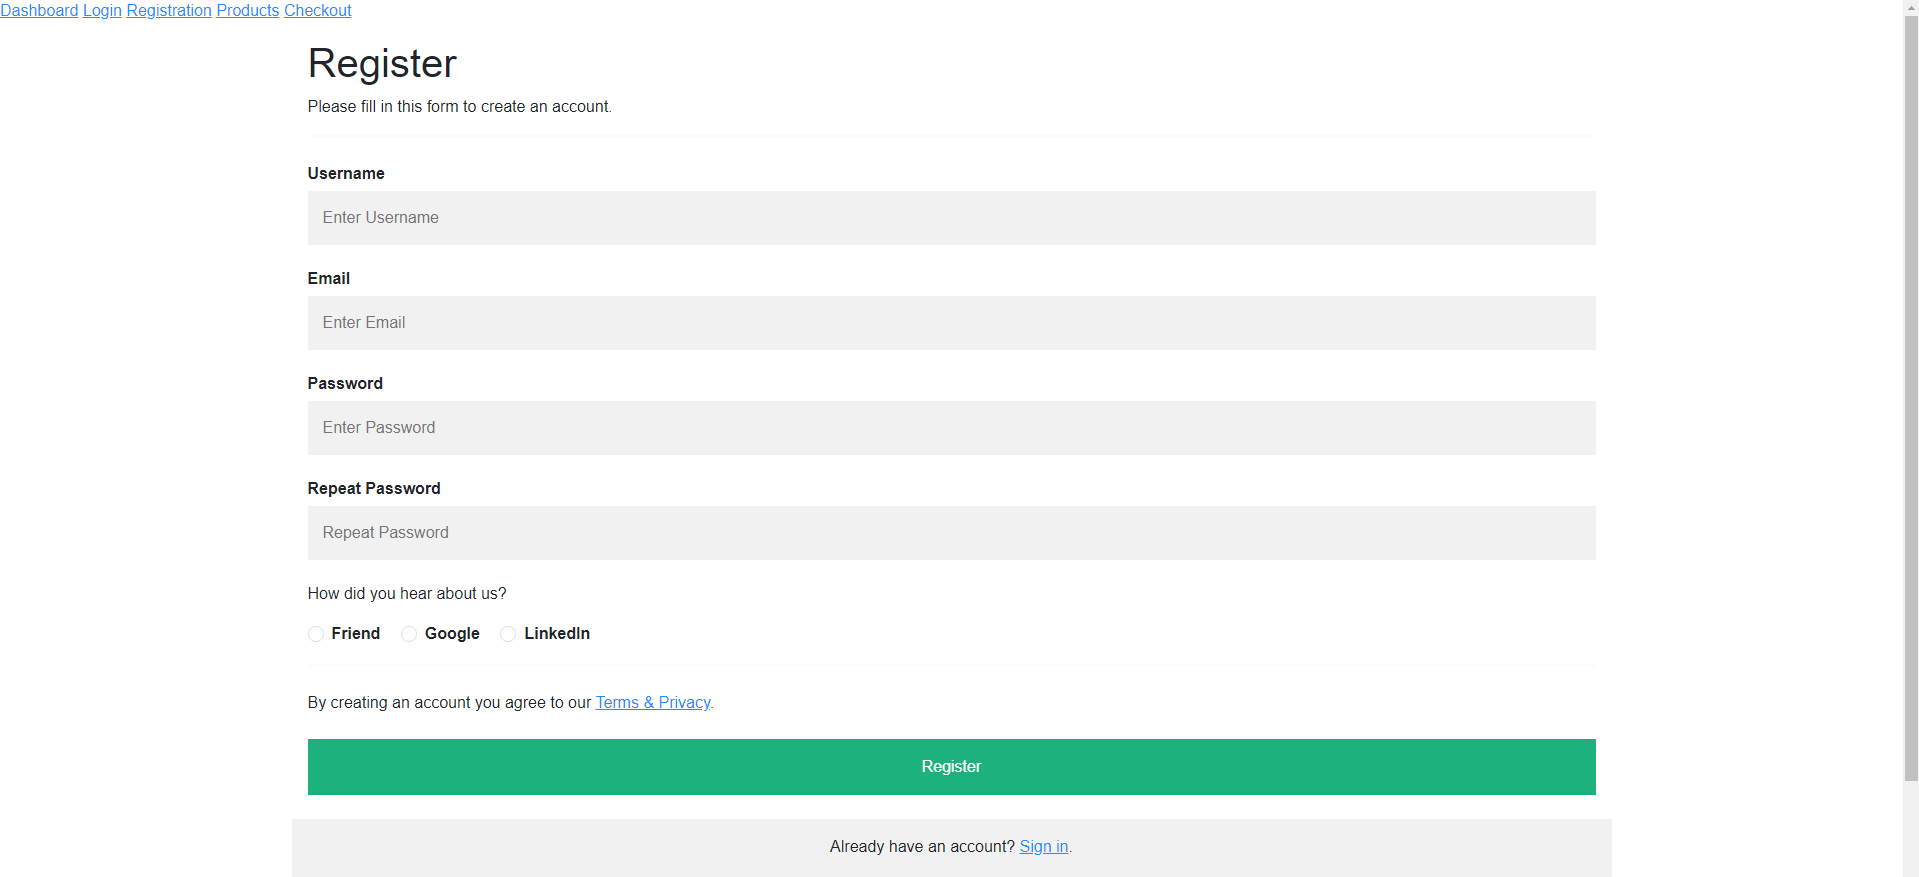 Dashboard Login Registration Products Checkout
Register
Please fill in this form to create an account.
Username
Enter Username
Email
Enter Email
Password
Enter Password
Repeat Password
Repeat Password
How did you hear about us?
Friend Google LinkedIn
By creating an account you agree to our Terms & Privacy.
Register
Already have an account? Sign in.